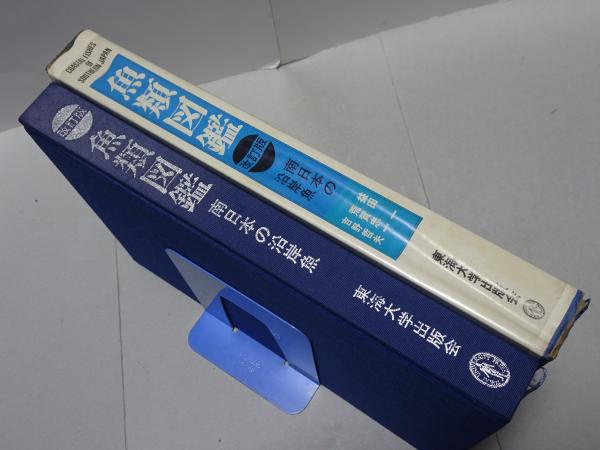 COASTAL FISHES
OF
SOUTHERN JAPAN
魚類図鑑
改訂版
南日本の
沿岸魚
益田 一
荒賀忠一
吉野哲夫
東海大学出版会
改訂版
魚類図鑑
南日本の沿岸魚
東海大学出版会